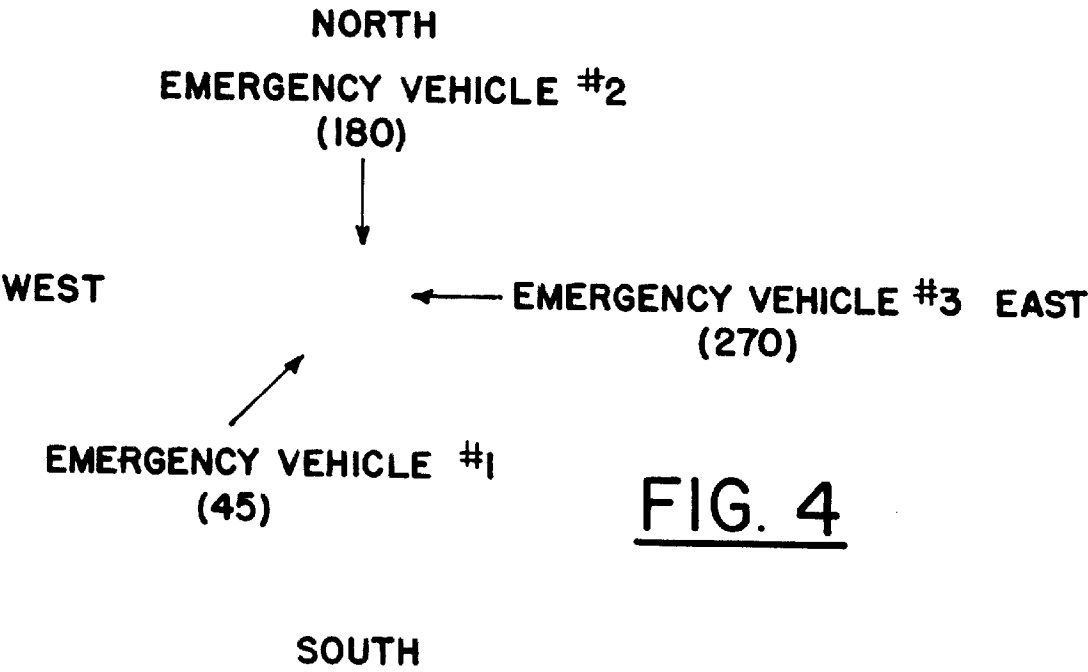 NORTH
EMERGENCY VEHICLE #2
(180)
WEST
EMERGENCY VEHICLE #3 EAST
(270)
EMERGENCY VEHICLE #1
(45)
FIG. 4
SOUTH